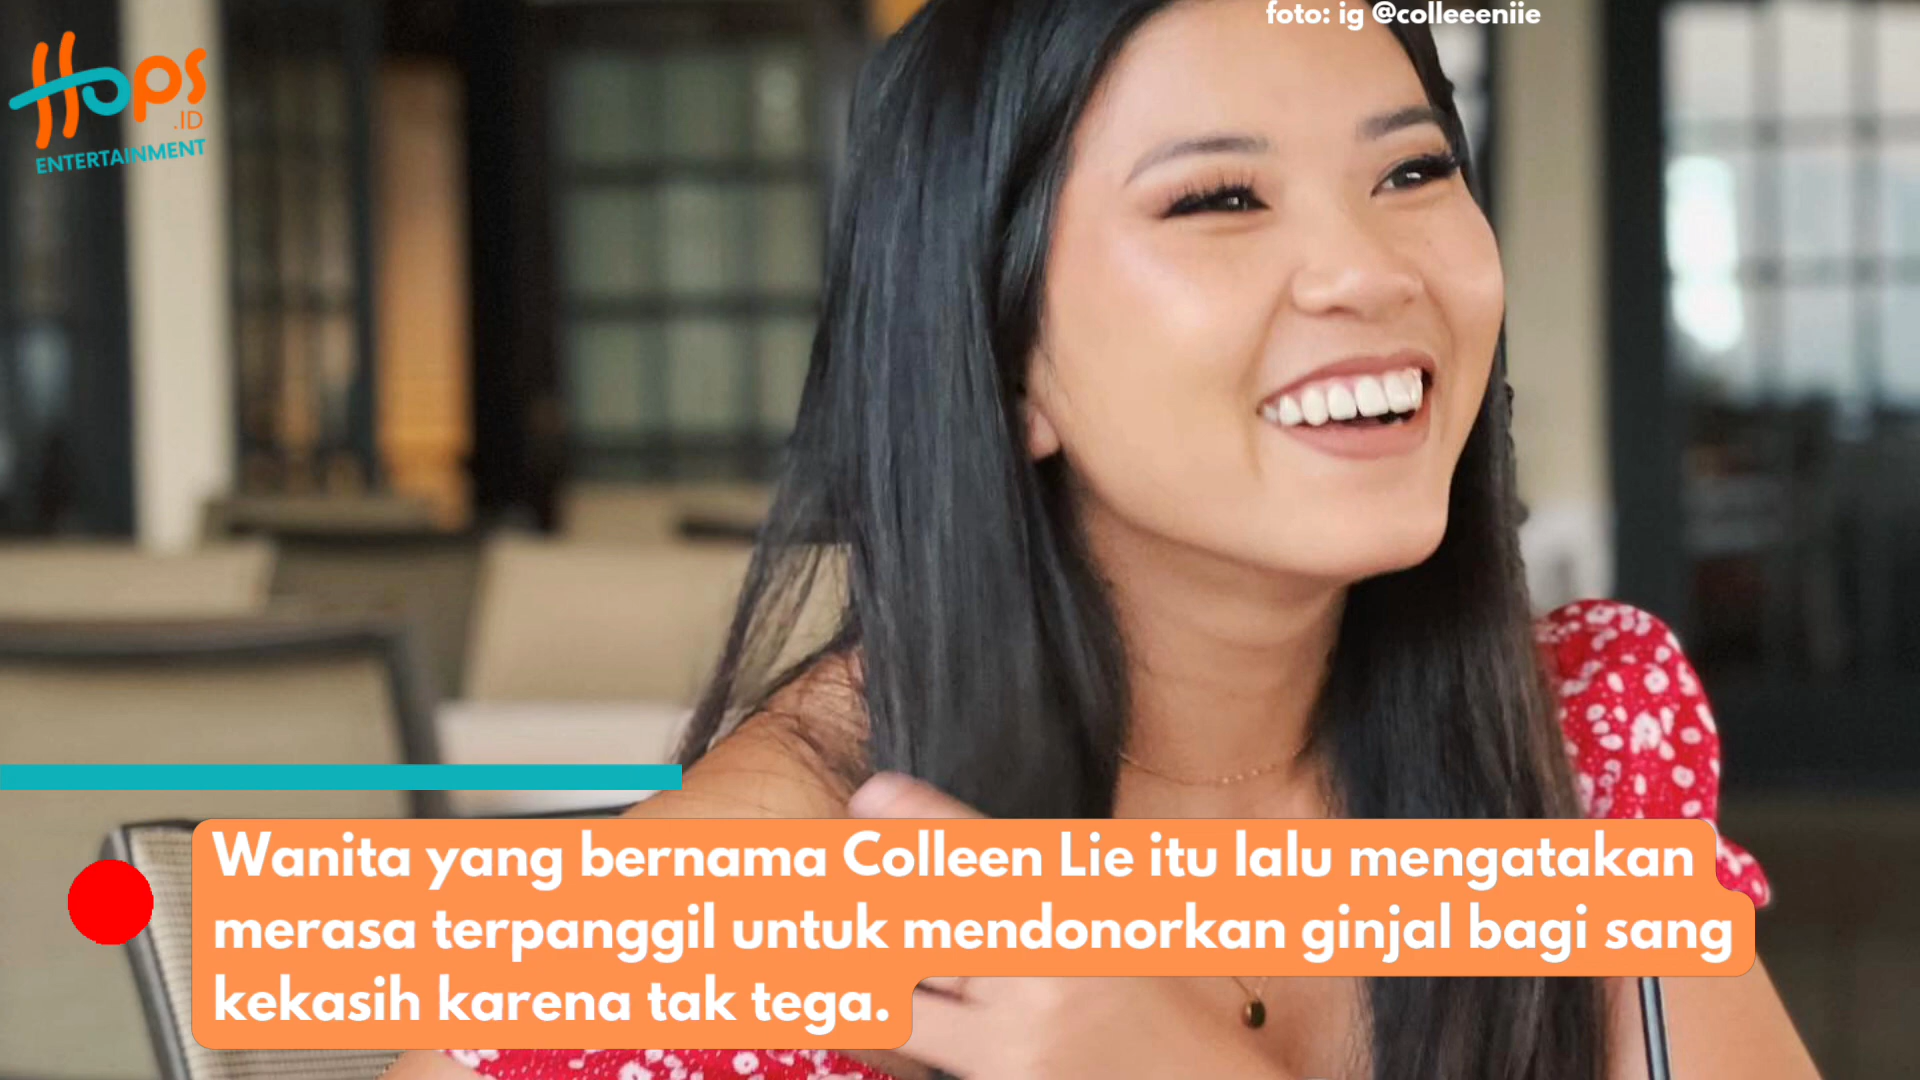 foto: ig @colleeeniie
Hops
.ID
ENTERTAINMENT
Wanita yang bernama Colleen Lie itu lalu mengatakan
merasa terpanggil untuk mendonorkan ginjal bagi sang
kekasih karena tak tega.